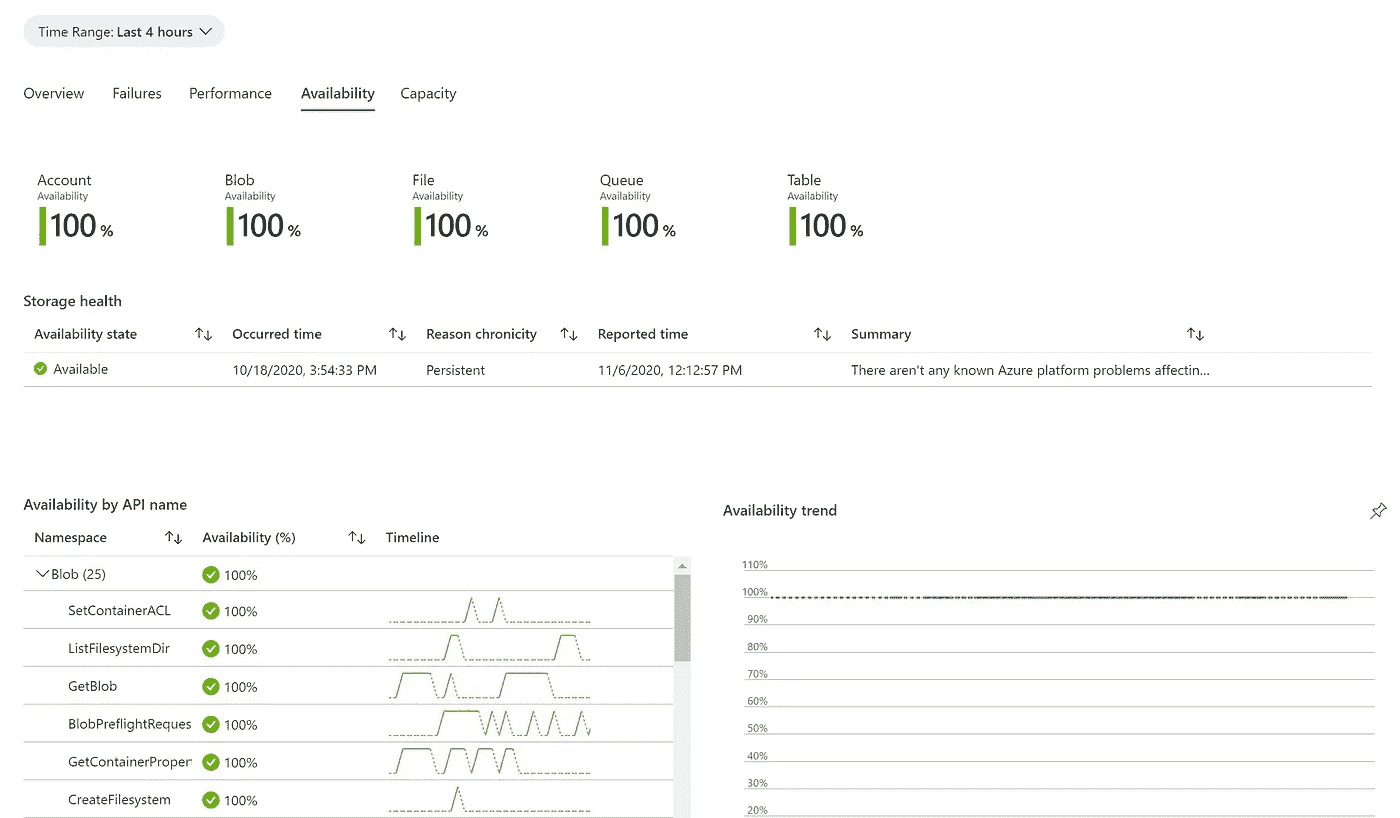 Time Range: Last 4 hours
Overview Failures Performance Availability Capacity
Account Blob File Queue Table
Availability Availability Availability Availability Availability
100 % 100 % 100 % 100 % 100 %
Storage health
Availability state Occurred time Reason chronicity Reported time Summary
Available 10/18/2020, 3:54:33 PM Persistent 11/6/2020, 12:12:57 PM There aren't any known Azure platform problems affectin...
Availability by API name
Namespace Availability (%) Timeline
Blob (25) 100%
SetContainerACL 100%
ListFilesystemDir 100%
GetBlob 100%
BlobPreflightReques 100%
GetContainerProper 100%
CreateFilesystem 100%
Availability trend
110%
100%
90%
80%
70%
60%
50%
40%
30%
20%